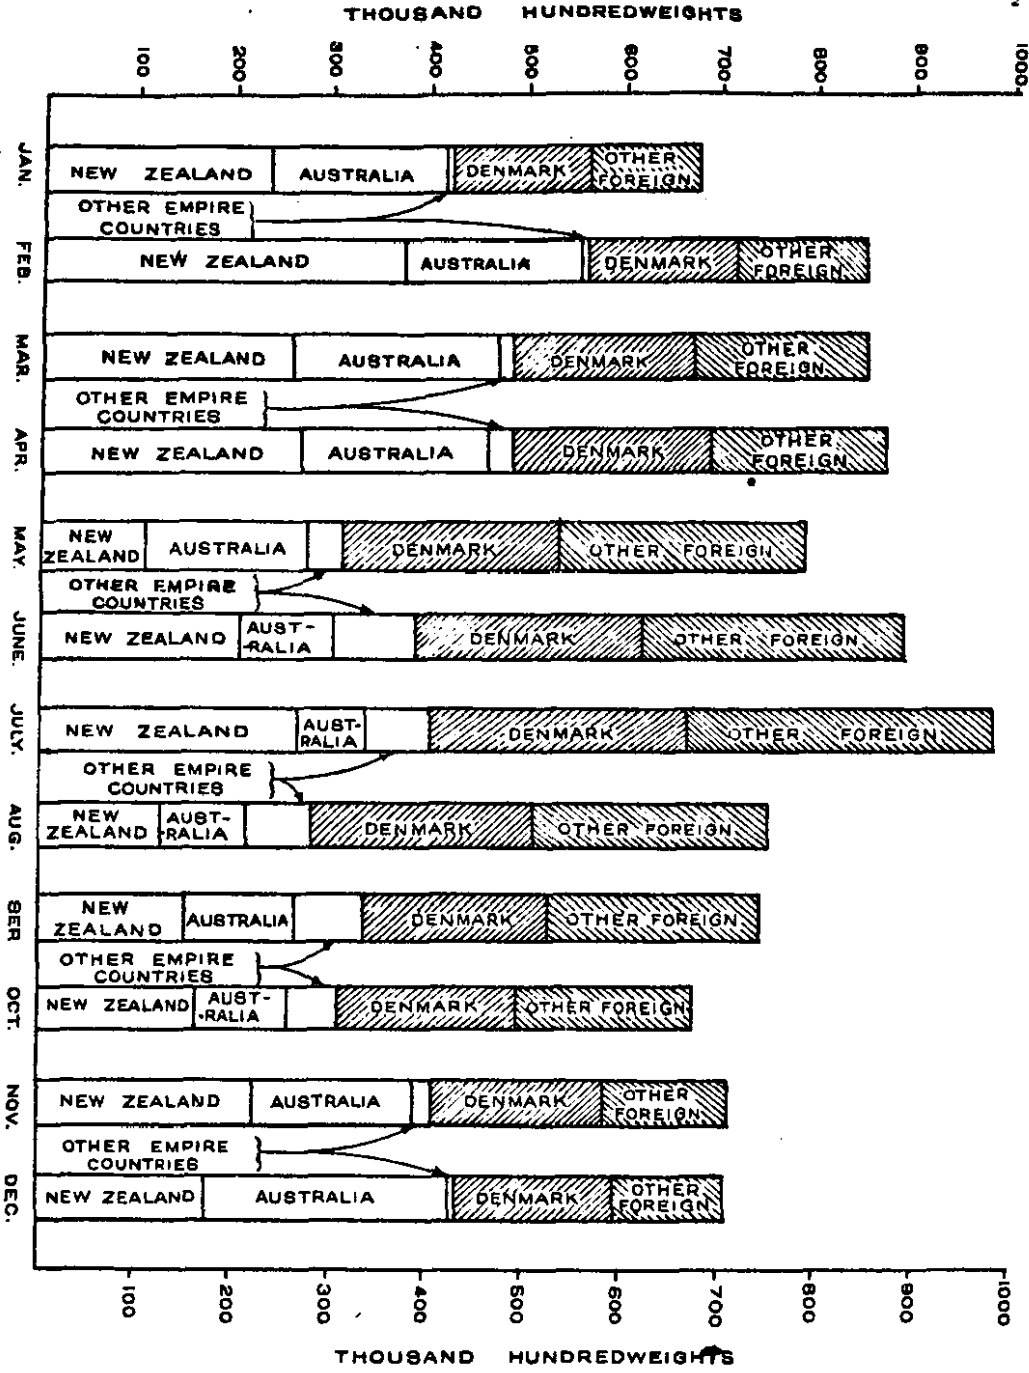 THOUSAND HUNDREDWEIGHTS
100 200 300 400 500 600 700 800 900 1000
JAN.
NEW ZEALAND AUSTRALIA DENMARK OTHER
FOREIGN
OTHER EMPIRE
COUNTRIES
FEB.
NEW ZEALAND AUSTRALIA DENMARK OTHER
FOREIGN
MAR.
NEW ZEALAND AUSTRALIA DENMARK OTHER
FOREIGN
OTHER EMPIRE
COUNTRIES
APR.
NEW ZEALAND AUSTRALIA DENMARK OTHER
FOREIGN
MAY.
NEW
ZEALAND AUSTRALIA DENMARK OTHER FOREIGN
OTHER EMPIRE
COUNTRIES
JUNE.
NEW ZEALAND AUST-
RALIA DENMARK OTHER FOREIGN
JULY.
NEW ZEALAND AUST-
RALIA DENMARK OTHER FOREIGN
OTHER EMPIRE
COUNTRIES
AUG.
NEW
ZEALAND AUST-
RALIA DENMARK OTHER FOREIGN
SER
NEW
ZEALAND AUSTRALIA DENMARK OTHER FOREIGN
OTHER EMPIRE
COUNTRIES
OCT.
NEW ZEALAND AUST-
RALIA DENMARK OTHER FOREIGN
NOV.
NEW ZEALAND AUSTRALIA DENMARK OTHER
FOREIGN
OTHER EMPIRE
COUNTRIES
DEC.
NEW ZEALAND AUSTRALIA DENMARK OTHER
FOREIGN
100 200 300 400 500 600 700 800 900 1000
THOUSAND HUNDREDWEIGHTS